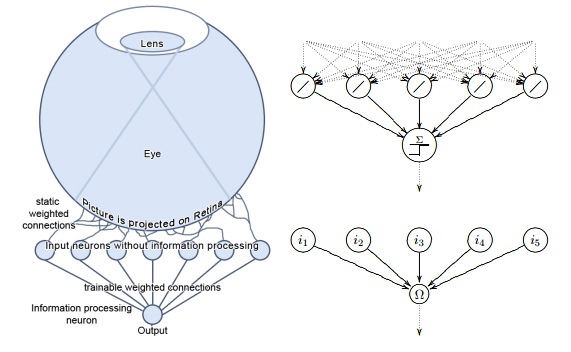 Lens
Eye
Picture is projected on Retina
static
weighted
connections
Input neurons without information processing
trainable weighted connections
Information processing
neuron
Output
Σ
i₁ i₂ i₃ i₄ i₅
Ω